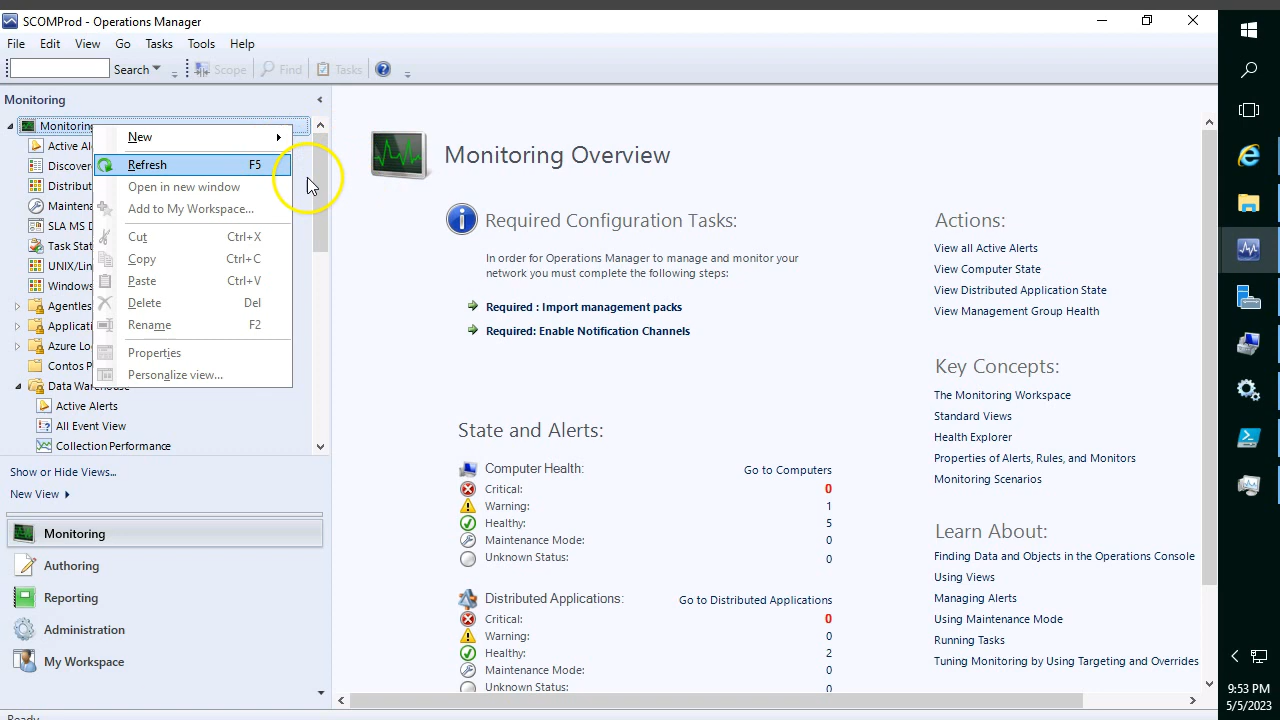 SCOMProd - Operations Manager
File Edit View Go Tasks Tools Help
Search Scope Find Tasks
Monitoring
Monitoring
Active Al
Discover
Distribut
Maintena
SLA MS D
Task Stat
UNIX/Lin
Windows
Agentles
Applicati
Azure Log
Contos P
Data Warehouse
Active Alerts
All Event View
Collection Performance
New
Refresh F5
Open in new window
Add to My Workspace...
Cut Ctrl+X
Copy Ctrl+C
Paste Ctrl+V
Delete Del
Rename F2
Properties
Personalize view...
Show or Hide Views...
New View
Monitoring
Authoring
Reporting
Administration
My Workspace
Monitoring Overview
Required Configuration Tasks:
In order for Operations Manager to manage and monitor your
network you must complete the following steps:
Required : Import management packs
Required: Enable Notification Channels
State and Alerts:
Computer Health: Go to Computers
Critical: 0
Warning: 1
Healthy: 5
Maintenance Mode: 0
Unknown Status: 0
Distributed Applications: Go to Distributed Applications
Critical: 0
Warning: 0
Healthy: 2
Maintenance Mode: 0
Unknown Status: 0
Actions:
View all Active Alerts
View Computer State
View Distributed Application State
View Management Group Health
Key Concepts:
The Monitoring Workspace
Standard Views
Health Explorer
Properties of Alerts, Rules, and Monitors
Monitoring Scenarios
Learn About:
Finding Data and Objects in the Operations Console
Using Views
Managing Alerts
Using Maintenance Mode
Running Tasks
Tuning Monitoring by Using Targeting and Overrides
9:53 PM
5/5/2023
Ready